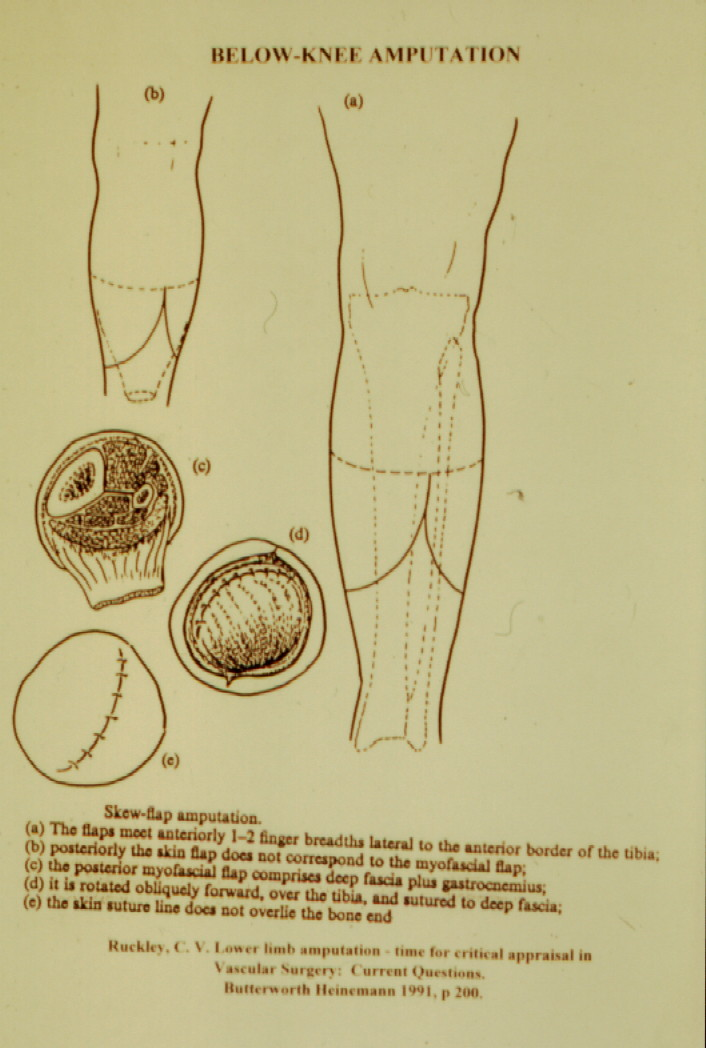 BELOW-KNEE AMPUTATION
(b)
(a)
(c)
(d)
(e)
Skew-flap amputation.
(a) The flaps meet anteriorly 1–2 finger breadths lateral to the anterior border of the tibia;
(b) posteriorly the skin flap does not correspond to the myofascial flap;
(c) the posterior myofascial flap comprises deep fascia plus gastrocnemius;
(d) it is rotated obliquely forward, over the tibia, and sutured to deep fascia;
(e) the skin suture line does not overlie the bone end
Ruckley, C. V. Lower limb amputation - time for critical appraisal in
Vascular Surgery: Current Questions.
Butterworth Heinemann 1991, p 200.